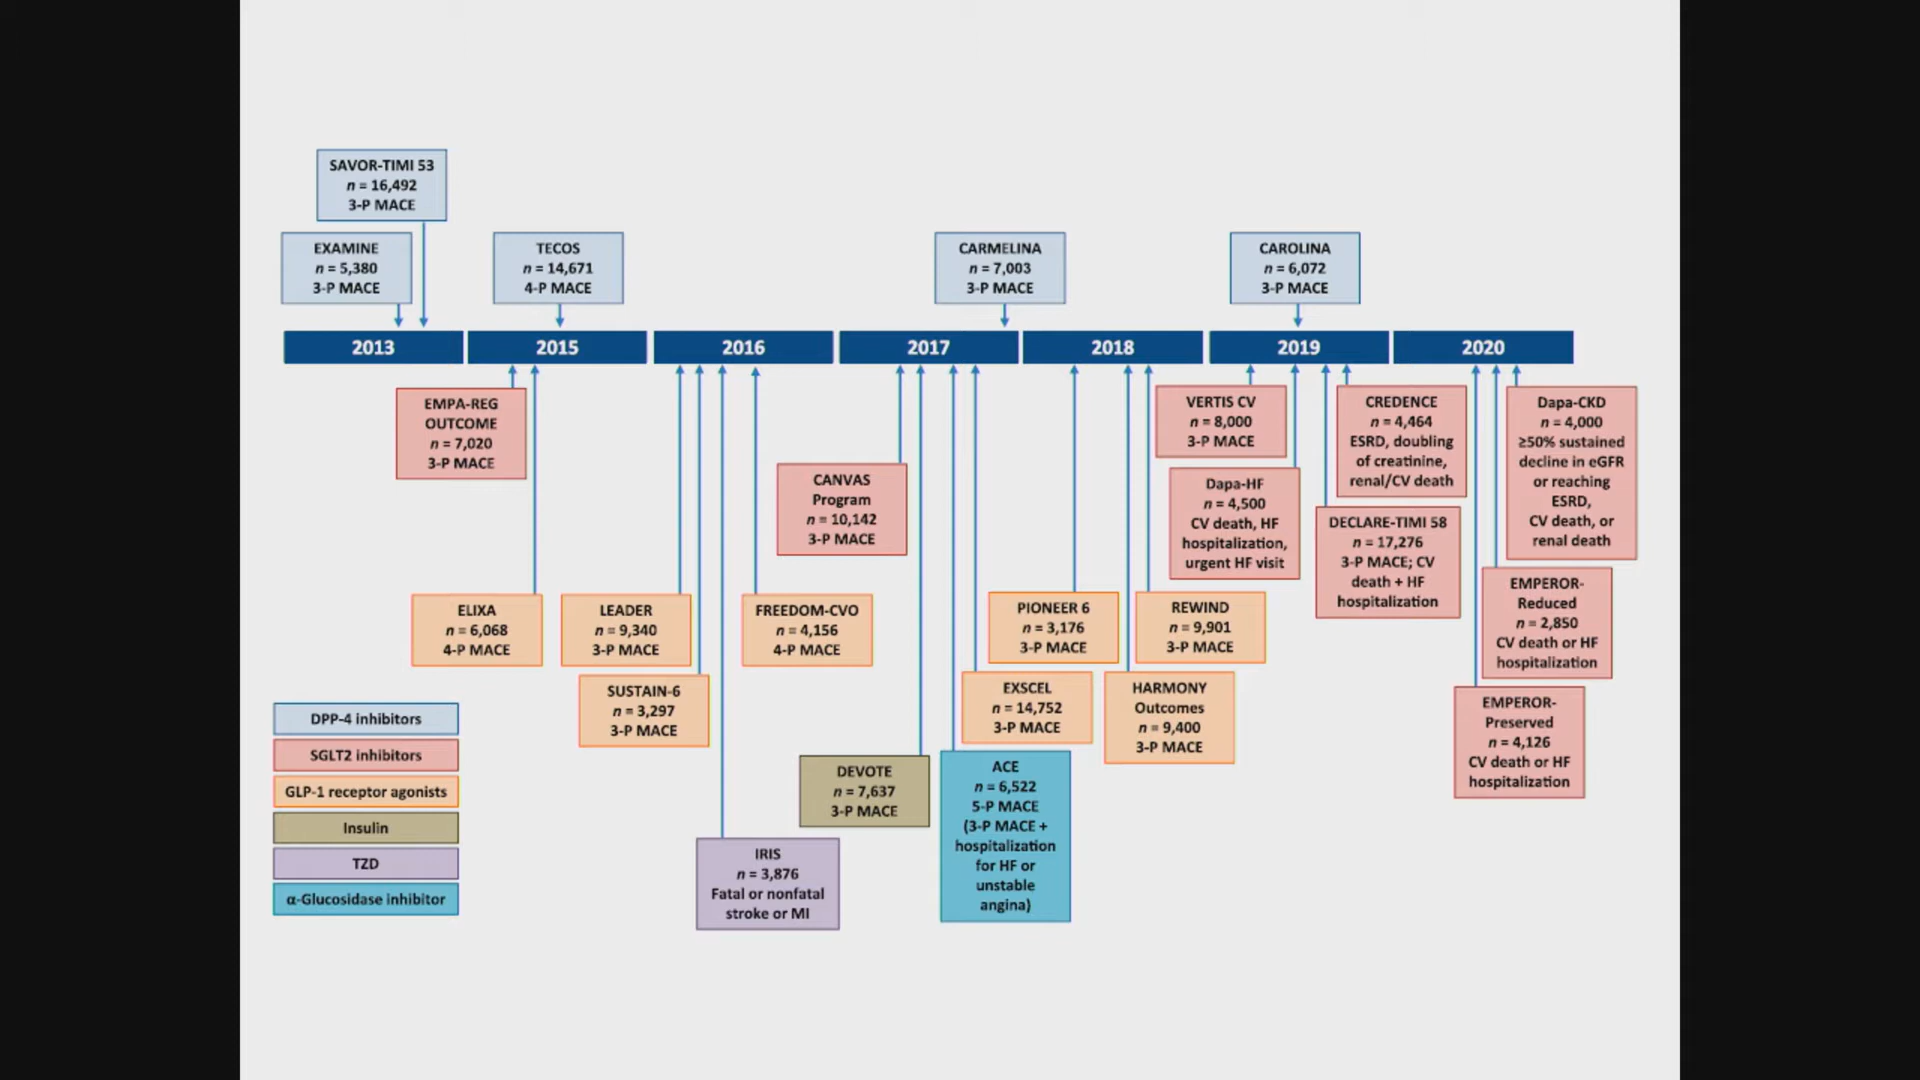 SAVOR-TIMI 53
n = 16,492
3-P MACE
EXAMINE
n = 5,380
3-P MACE
TECOS
n = 14,671
4-P MACE
CARMELINA
n = 7,003
3-P MACE
CAROLINA
n = 6,072
3-P MACE
2013
2015
2016
2017
2018
2019
2020
EMPA-REG
OUTCOME
n = 7,020
3-P MACE
CANVAS
Program
n = 10,142
3-P MACE
VERTIS CV
n = 8,000
3-P MACE
Dapa-HF
n = 4,500
CV death, HF
hospitalization,
urgent HF visit
CREDENCE
n = 4,464
ESRD, doubling
of creatinine,
renal/CV death
DECLARE-TIMI 58
n = 17,276
3-P MACE; CV
death + HF
hospitalization
Dapa-CKD
n = 4,000
≥50% sustained
decline in eGFR
or reaching
ESRD,
CV death, or
renal death
EMPEROR-
Reduced
n = 2,850
CV death or HF
hospitalization
EMPEROR-
Preserved
n = 4,126
CV death or HF
hospitalization
ELIXA
n = 6,068
4-P MACE
LEADER
n = 9,340
3-P MACE
SUSTAIN-6
n = 3,297
3-P MACE
FREEDOM-CVO
n = 4,156
4-P MACE
PIONEER 6
n = 3,176
3-P MACE
REWIND
n = 9,901
3-P MACE
EXSCEL
n = 14,752
3-P MACE
HARMONY
Outcomes
n = 9,400
3-P MACE
DEVOTE
n = 7,637
3-P MACE
ACE
n = 6,522
5-P MACE
(3-P MACE +
hospitalization
for HF or
unstable
angina)
IRIS
n = 3,876
Fatal or nonfatal
stroke or MI
DPP-4 inhibitors
SGLT2 inhibitors
GLP-1 receptor agonists
Insulin
TZD
α-Glucosidase inhibitor